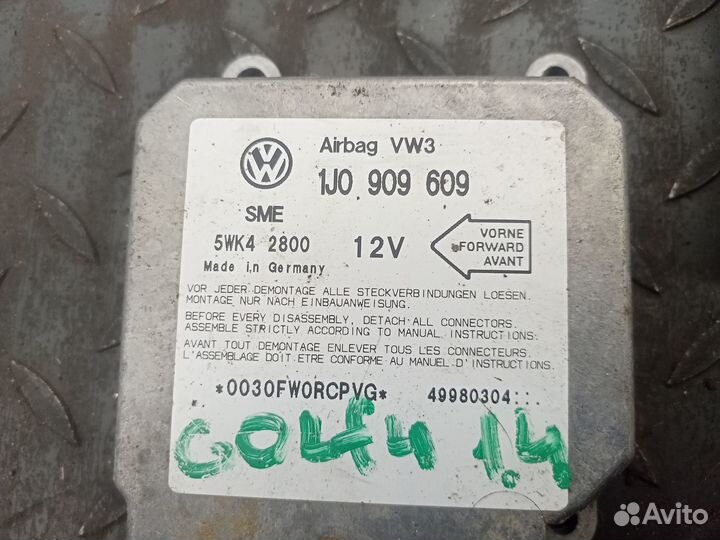 Airbag VW3
1J0 909 609
SME
5WK4 2800
12V
VORNE
FORWARD
AVANT
Made in Germany
VOR JEDER DEMONTAGE ALLE STECKVERBINDUNGEN LOESEN.
MONTAGE NUR NACH EINBAUANWEISUNG.
BEFORE EVERY DISASSEMBLY, DETACH ALL CONNECTORS.
ASSEMBLE STRICTLY ACCORDING TO MANUAL INSTRUCTIONS.
AVANT TOUT DEMONTAGE ENLEVER TOUS LES CONNECTEURS.
L'ASSEMBLAGE DOIT ETRE CONFORME AU MANUEL D'INSTRUCTIONS.
*0030FW0RCPVG* 49980304
GOLF4 1.4
Avito